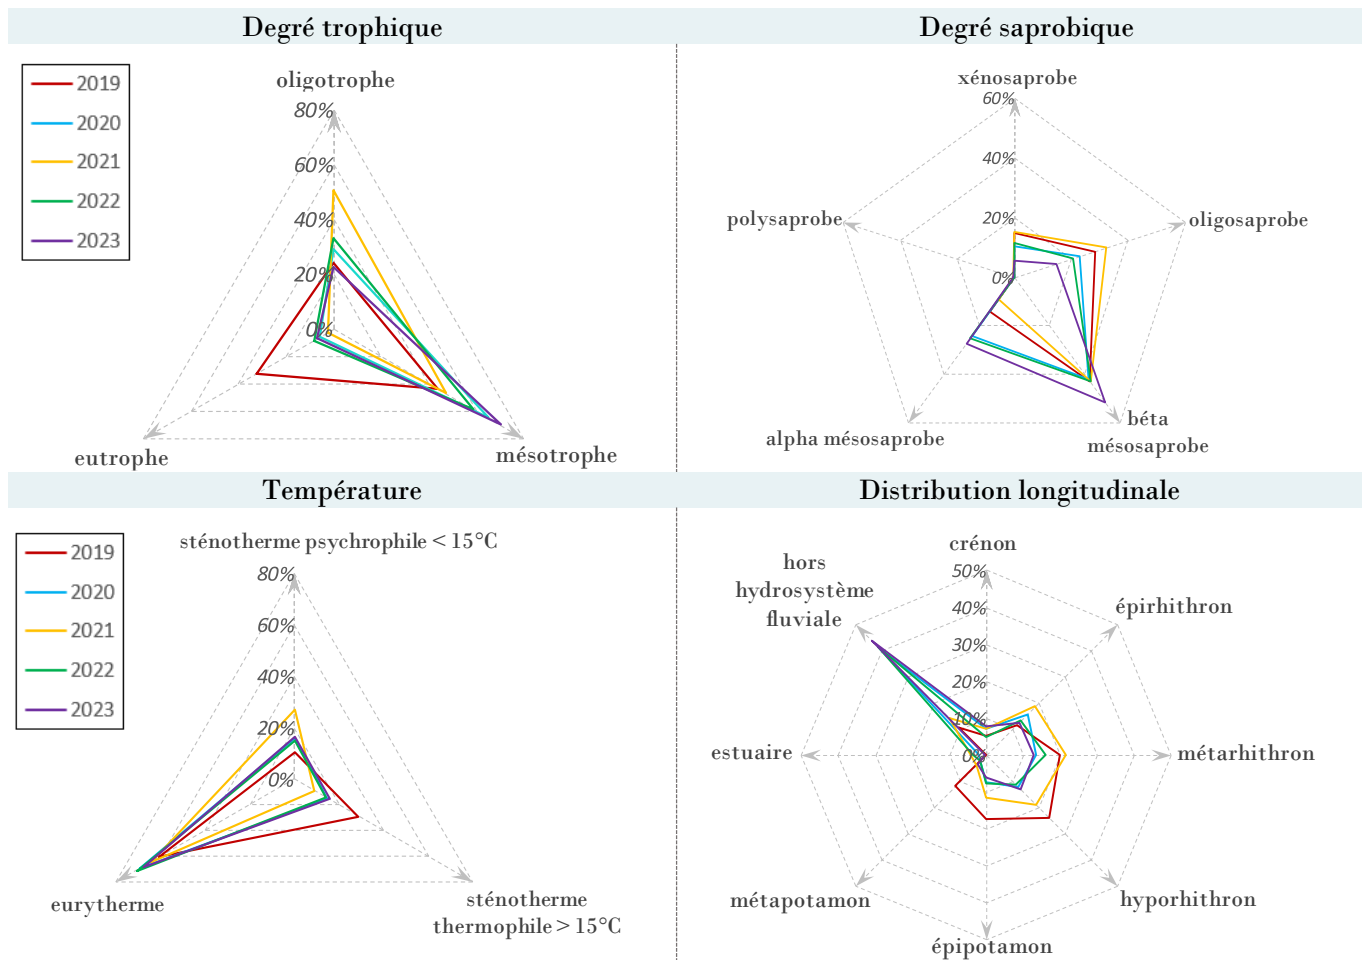 Degré trophique
Degré saprobique
2019
2020
2021
2022
2023
oligotrophe
80%
60%
40%
20%
0%
eutrophe
mésotrophe
xénosaprobe
60%
40%
20%
0%
polysaprobe
oligosaprobe
alpha mésosaprobe
béta
mésosaprobe
Température
Distribution longitudinale
2019
2020
2021
2022
2023
sténotherme psychrophile < 15°C
80%
60%
40%
20%
0%
eurytherme
sténotherme
thermophile > 15°C
crénon
50%
40%
30%
20%
10%
0%
hors
hydrosystème
fluviale
épirhithron
estuaire
métarhithron
métapotamon
hyporhithron
épipotamon